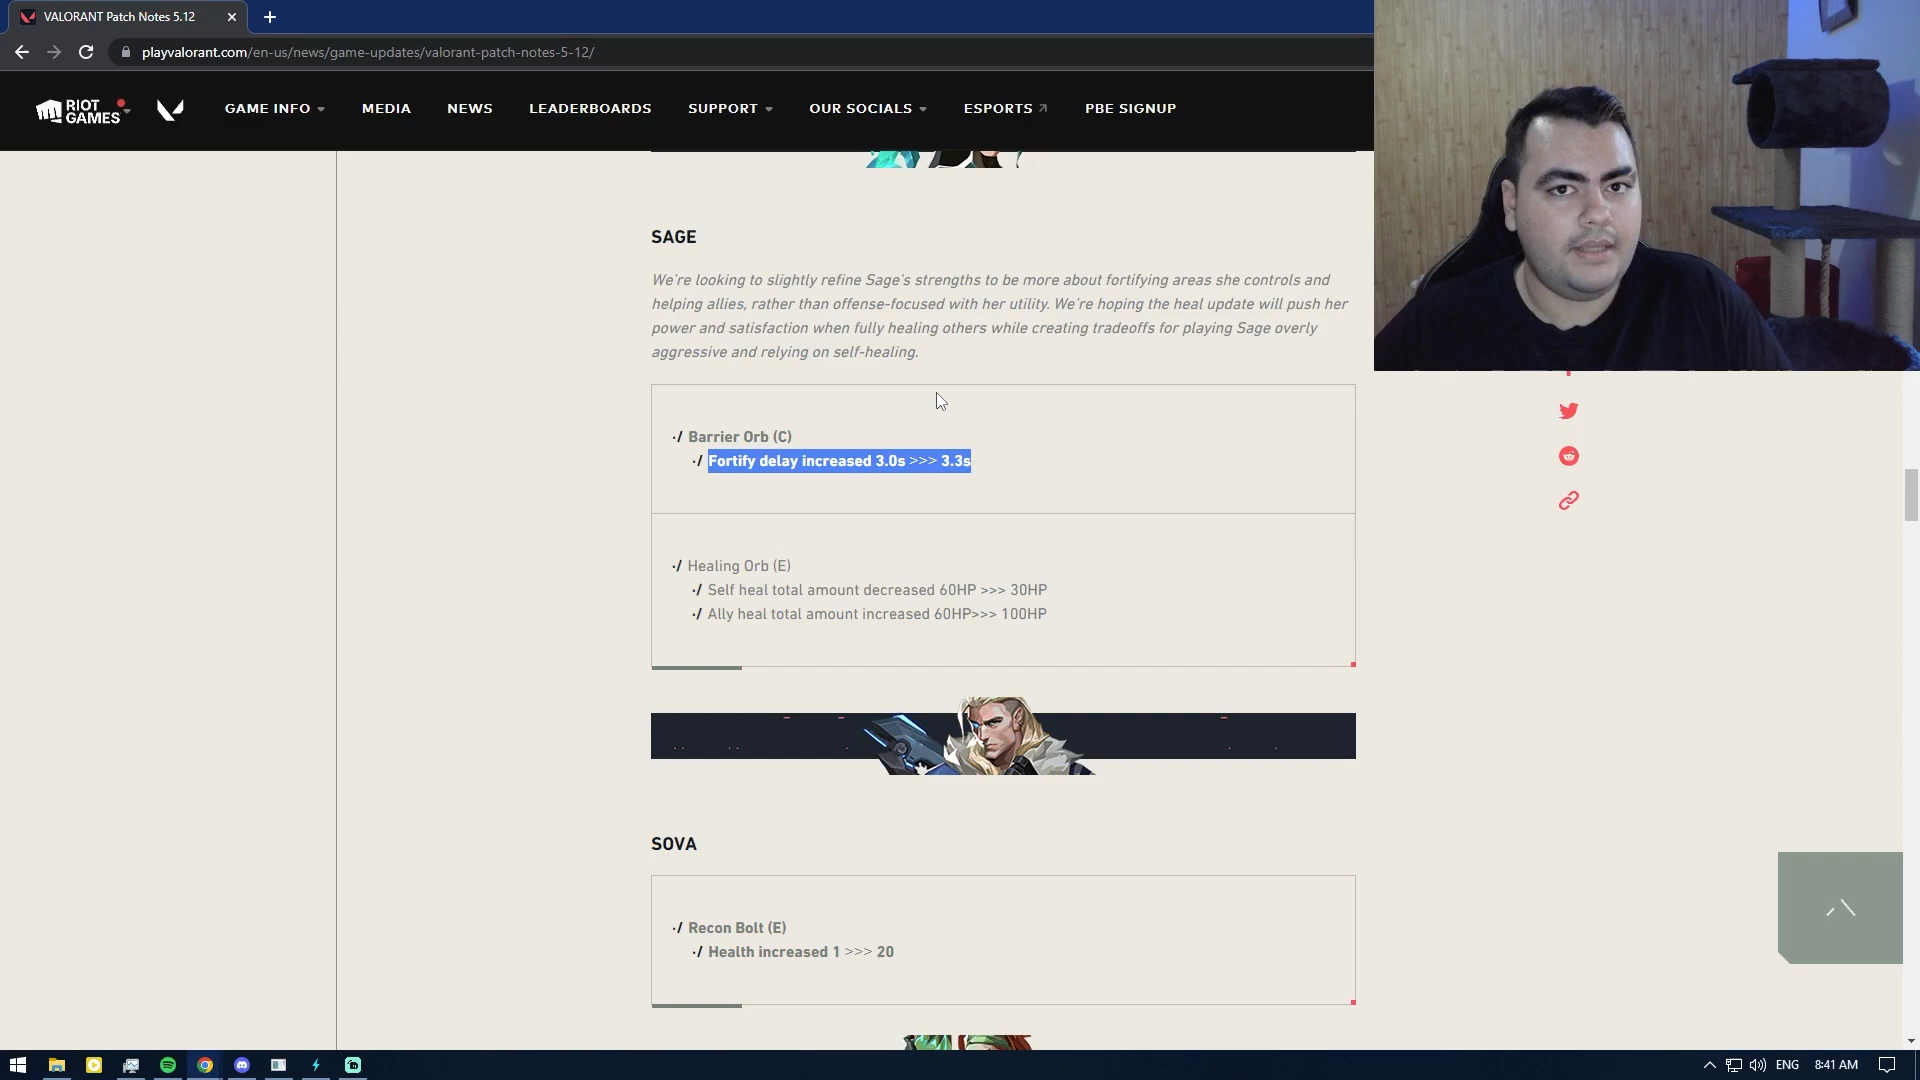 VALORANT Patch Notes 5.12
playvalorant.com/en-us/news/game-updates/valorant-patch-notes-5-12/
RIOT GAMES
GAME INFO MEDIA NEWS LEADERBOARDS SUPPORT OUR SOCIALS ESPORTS PBE SIGNUP
SAGE
We're looking to slightly refine Sage's strengths to be more about fortifying areas she controls and
helping allies, rather than offense-focused with her utility. We're hoping the heal update will push her
power and satisfaction when fully healing others while creating tradeoffs for playing Sage overly
aggressive and relying on self-healing.
Barrier Orb (C)
Fortify delay increased 3.0s >>> 3.3s
Healing Orb (E)
Self heal total amount decreased 60HP >>> 30HP
Ally heal total amount increased 60HP>>> 100HP
SOVA
Recon Bolt (E)
Health increased 1 >>> 20
ENG 8:41 AM